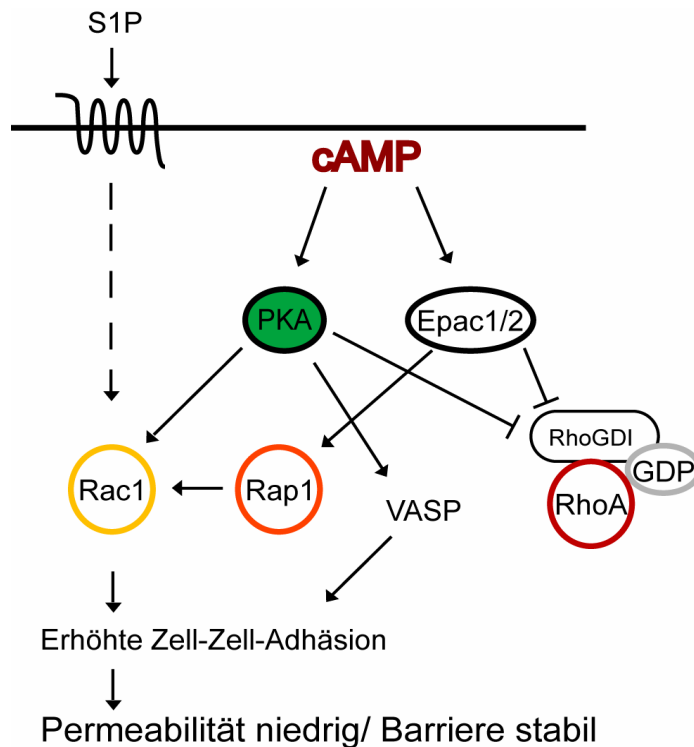 S1P
cAMP
PKA
Epac1/2
RhoGDI
GDP
Rac1
Rap1
RhoA
VASP
Erhöhte Zell-Zell-Adhäsion
Permeabilität niedrig/ Barriere stabil